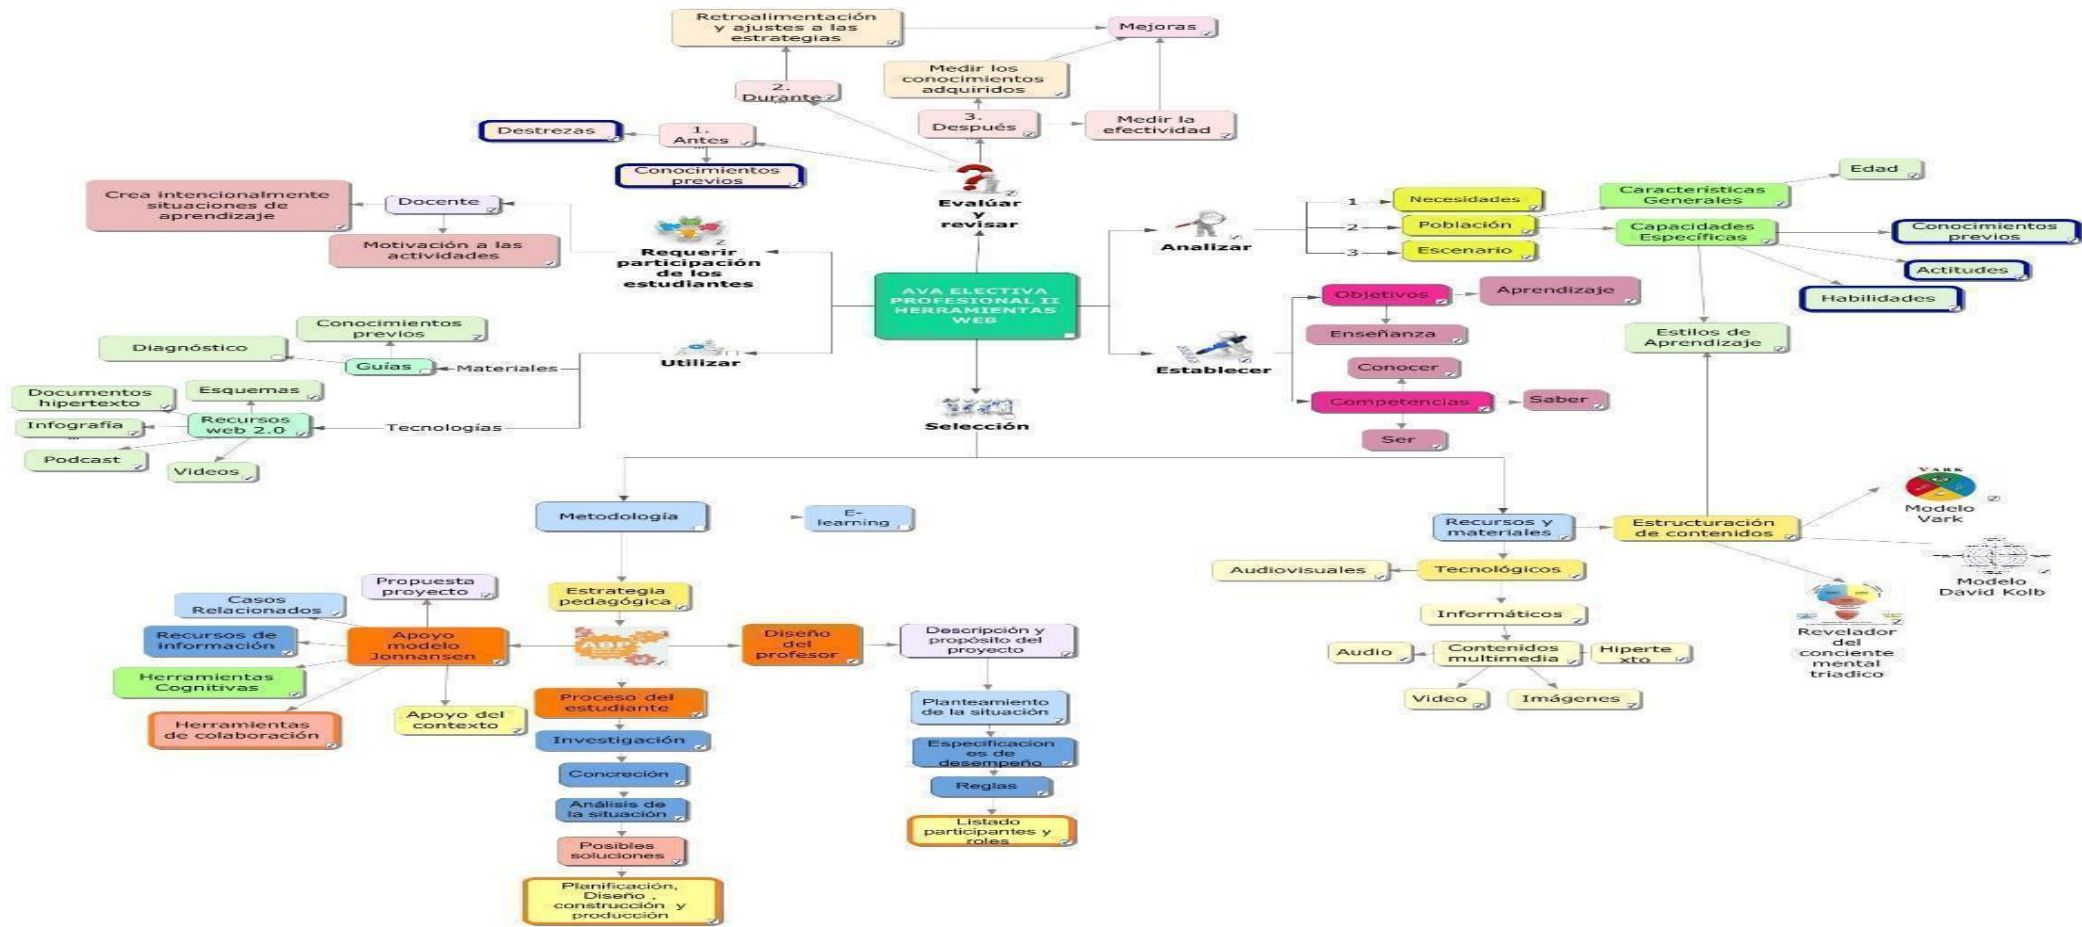 Retroalimentación
y ajustes a las
estrategias
Mejoras
Medir los
conocimientos
adquiridos
2.
Durante
3.
Después
Medir la
efectividad
Destrezas
1.
Antes
Conocimientos
previos
Evalúar
y
revisar
Crea intencionalmente
situaciones de
aprendizaje
Docente
Motivación a las
actividades
Requerir
participación
de los
estudiantes
Analizar
1
Necesidades
2
Población
3
Escenario
Características
Generales
Edad
Capacidades
Específicas
Conocimientos
previos
Actitudes
Habilidades
Estilos de
Aprendizaje
AVA ELECTIVA
PROFESIONAL II
HERRAMIENTAS
WEB
Objetivos
Aprendizaje
Enseñanza
Establecer
Conocer
Competencias
Saber
Ser
Conocimientos
previos
Diagnóstico
Guías
Materiales
Utilizar
Documentos
hipertexto
Esquemas
Infografía
Recursos
web 2.0
Tecnologías
Podcast
Videos
Selección
Metodología
E-
learning
Recursos y
materiales
Estructuración
de contenidos
VARK
Modelo
Vark
Modelo
David Kolb
Revelador
del
conciente
mental
triadico
Audiovisuales
Tecnológicos
Informáticos
Audio
Contenidos
multimedia
Hiperte
xto
Video
Imágenes
Estrategia
pedagógica
Propuesta
proyecto
Casos
Relacionados
Recursos de
información
Apoyo
modelo
Jonnansen
ABP
Diseño
del
profesor
Descripción y
propósito del
proyecto
Herramientas
Cognitivas
Herramientas
de colaboración
Apoyo del
contexto
Proceso del
estudiante
Investigación
Concreción
Análisis de
la situación
Posibles
soluciones
Planificación,
Diseño ,
construcción y
producción
Planteamiento
de la situación
Especificacion
es de
desempeño
Reglas
Listado
participantes y
roles